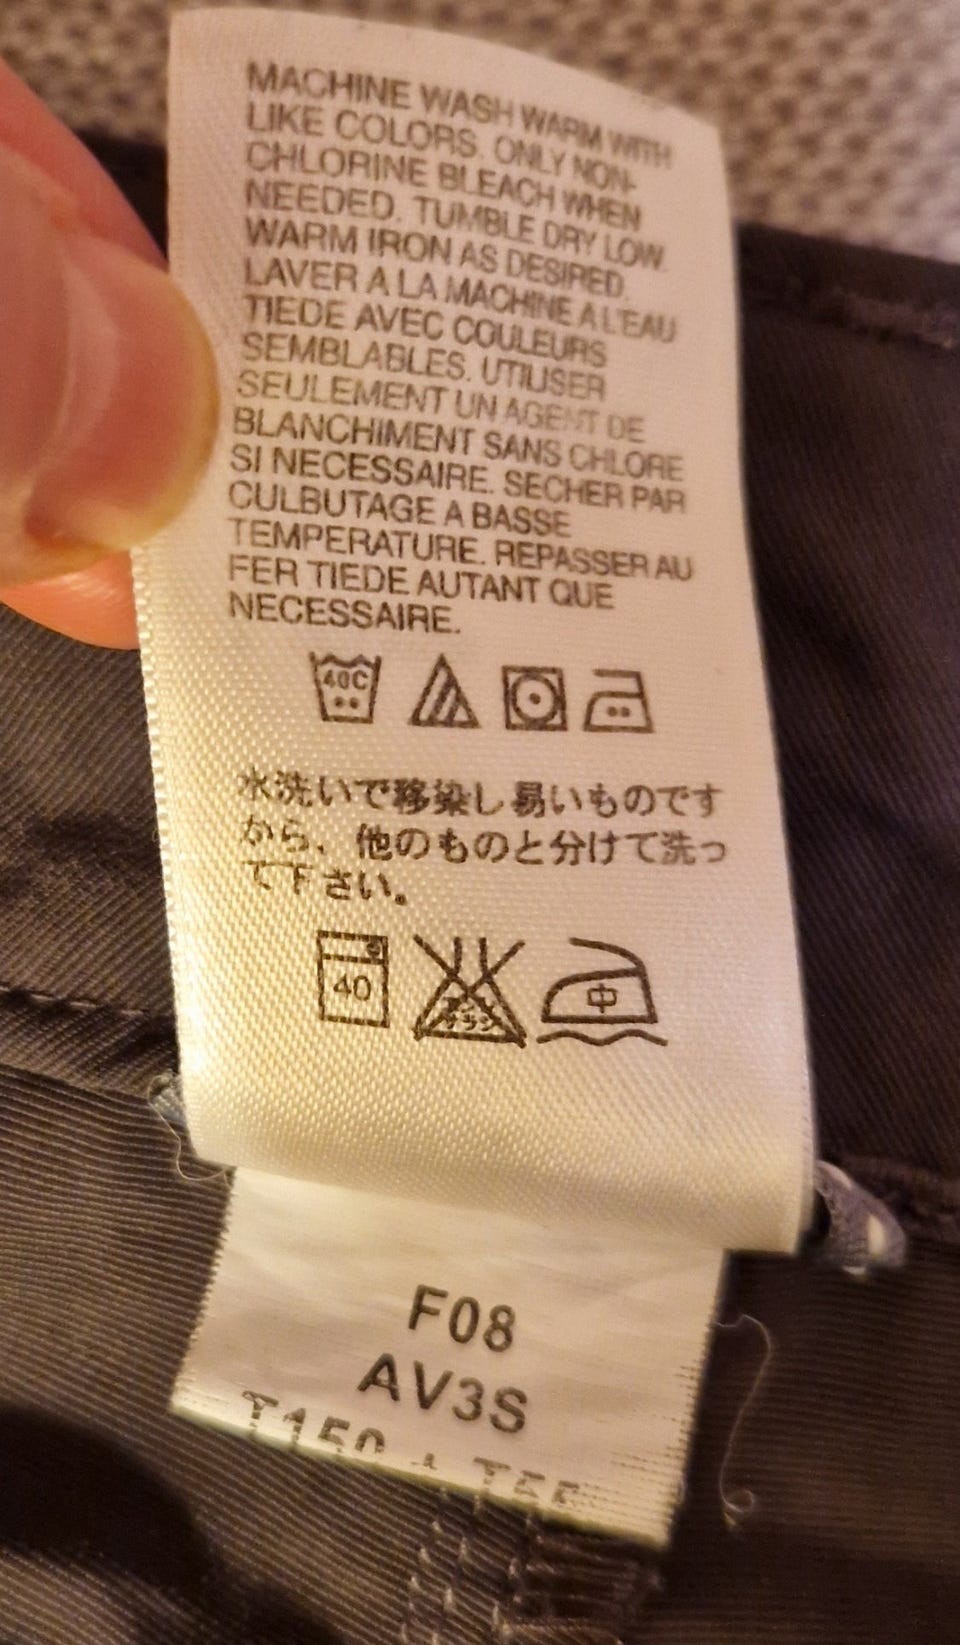 MACHINE WASH WARM WITH
LIKE COLORS. ONLY NON-
CHLORINE BLEACH WHEN
NEEDED. TUMBLE DRY LOW.
WARM IRON AS DESIRED.
LAVER A LA MACHINE A L'EAU
TIEDE AVEC COULEURS
SEMBLABLES. UTILISER
SEULEMENT UN AGENT DE
BLANCHIMENT SANS CHLORE
SI NECESSAIRE. SECHER PAR
CULBUTAGE A BASSE
TEMPERATURE. REPASSER AU
FER TIEDE AUTANT QUE
NECESSAIRE.
40C
水洗いで移染し易いものです
から、他のものと分けて洗っ
て下さい。
40
中
F08
AV3S